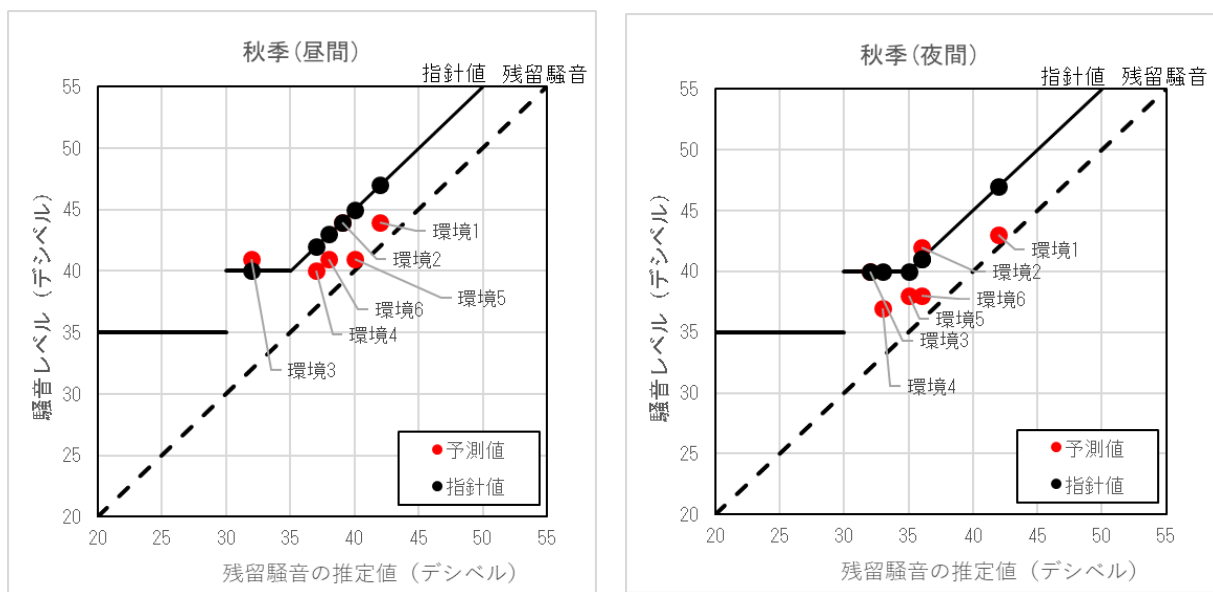 秋季(昼間)
指針値 残留騒音
騒音レベル（デシベル）
55
50
45
40
35
30
25
20
環境1
環境2
環境5
環境6
環境4
環境3
予測値
指針値
20 25 30 35 40 45 50 55
残留騒音の推定値（デシベル）
秋季(夜間)
指針値 残留騒音
騒音レベル（デシベル）
55
50
45
40
35
30
25
20
環境1
環境2
環境6
環境5
環境3
環境4
予測値
指針値
20 25 30 35 40 45 50 55
残留騒音の推定値（デシベル）